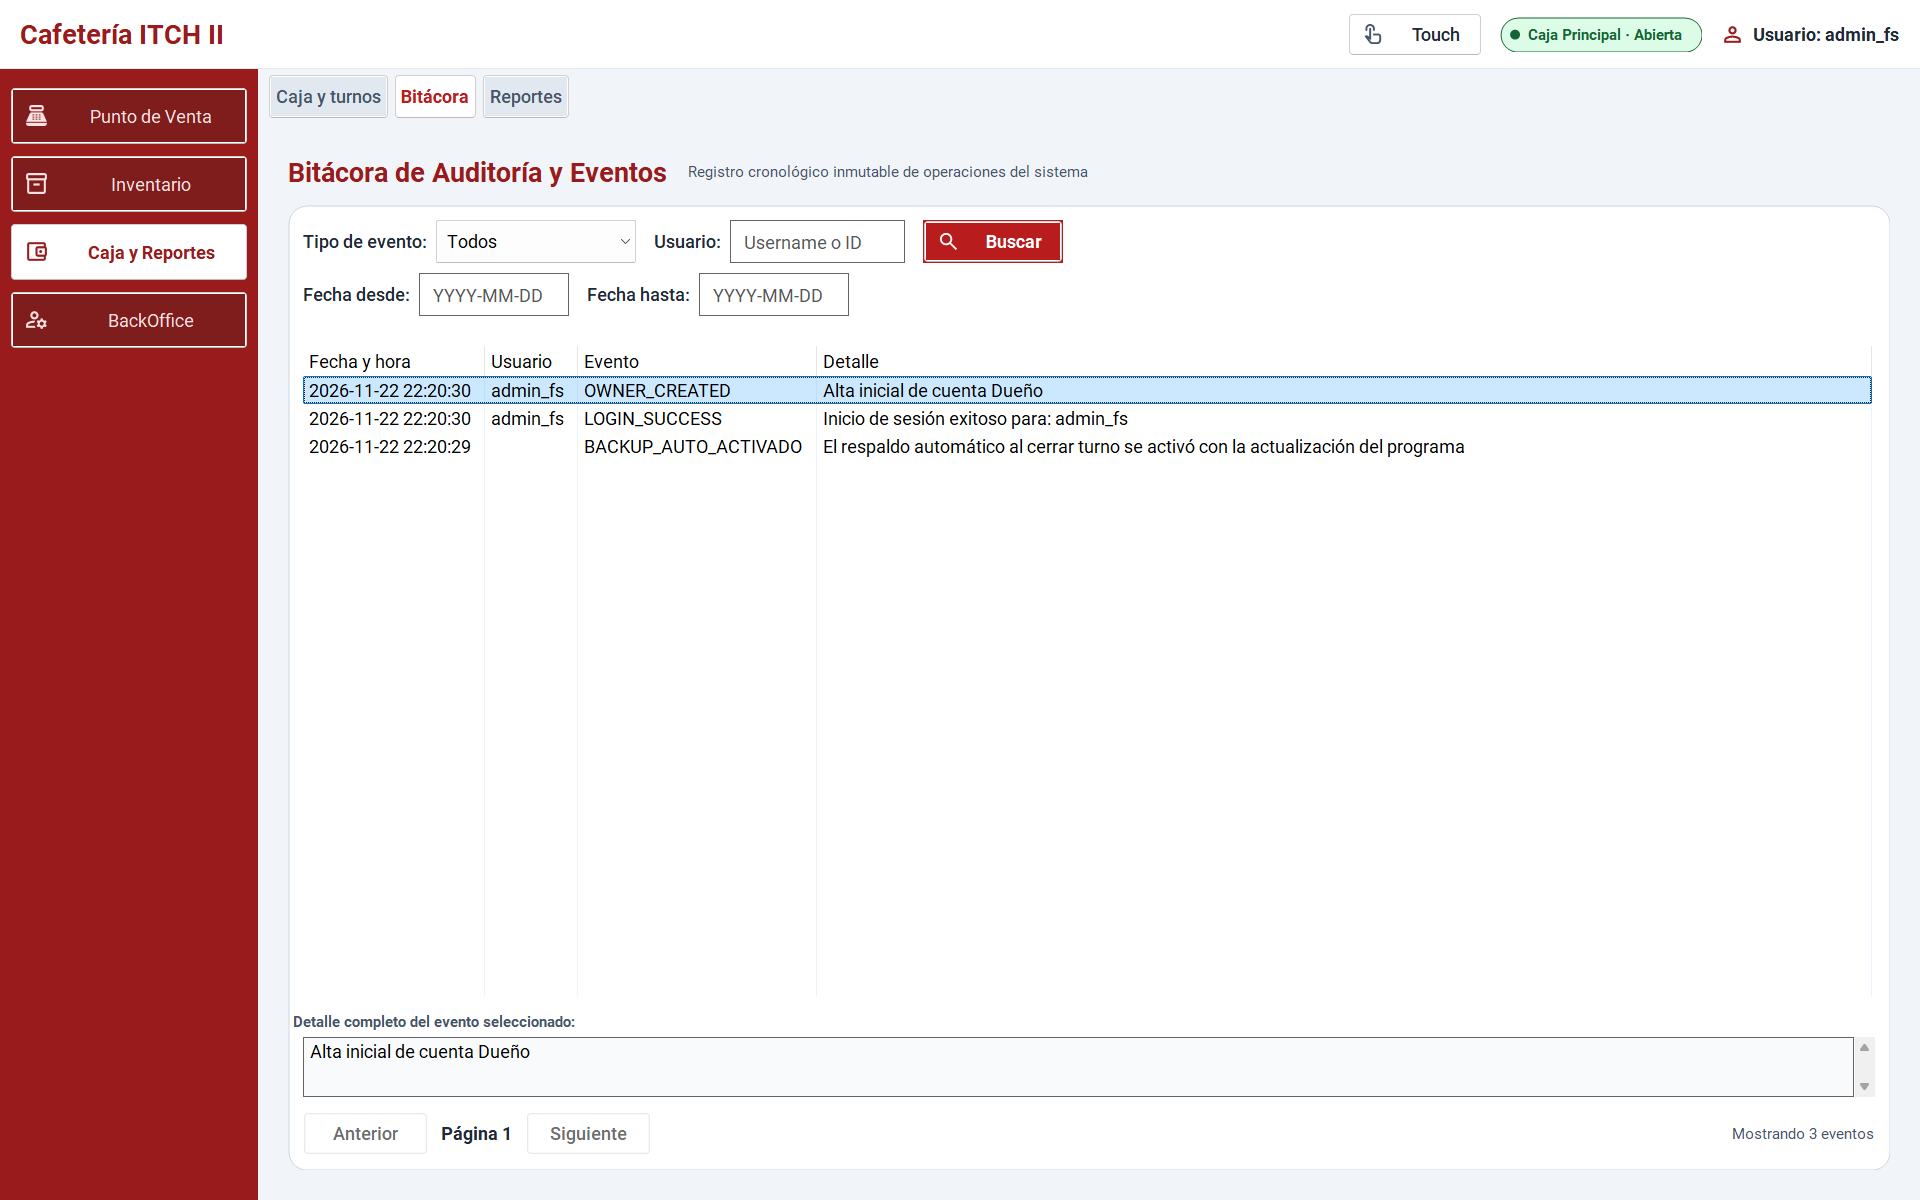 Cafetería ITCH II
Touch
Caja Principal · Abierta
Usuario: admin_fs
Punto de Venta
Inventario
Caja y Reportes
BackOffice
Caja y turnos
Bitácora
Reportes
Bitácora de Auditoría y Eventos
Registro cronológico inmutable de operaciones del sistema
Tipo de evento: Todos Usuario: Username o ID Buscar
Fecha desde: YYYY-MM-DD Fecha hasta: YYYY-MM-DD
Fecha y hora Usuario Evento Detalle
2026-11-22 22:20:30 admin_fs OWNER_CREATED Alta inicial de cuenta Dueño
2026-11-22 22:20:30 admin_fs LOGIN_SUCCESS Inicio de sesión exitoso para: admin_fs
2026-11-22 22:20:29 BACKUP_AUTO_ACTIVADO El respaldo automático al cerrar turno se activó con la actualización del programa
Detalle completo del evento seleccionado:
Alta inicial de cuenta Dueño
Anterior Página 1 Siguiente
Mostrando 3 eventos